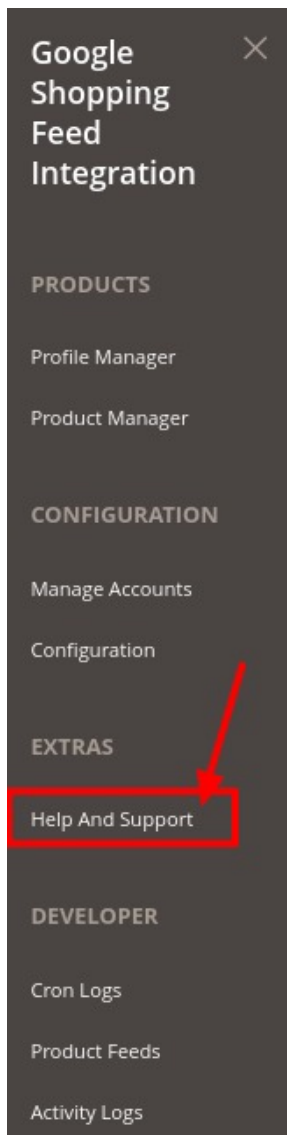 Google
Shopping
Feed
Integration
PRODUCTS
Profile Manager
Product Manager
CONFIGURATION
Manage Accounts
Configuration
EXTRAS
Help And Support
DEVELOPER
Cron Logs
Product Feeds
Activity Logs